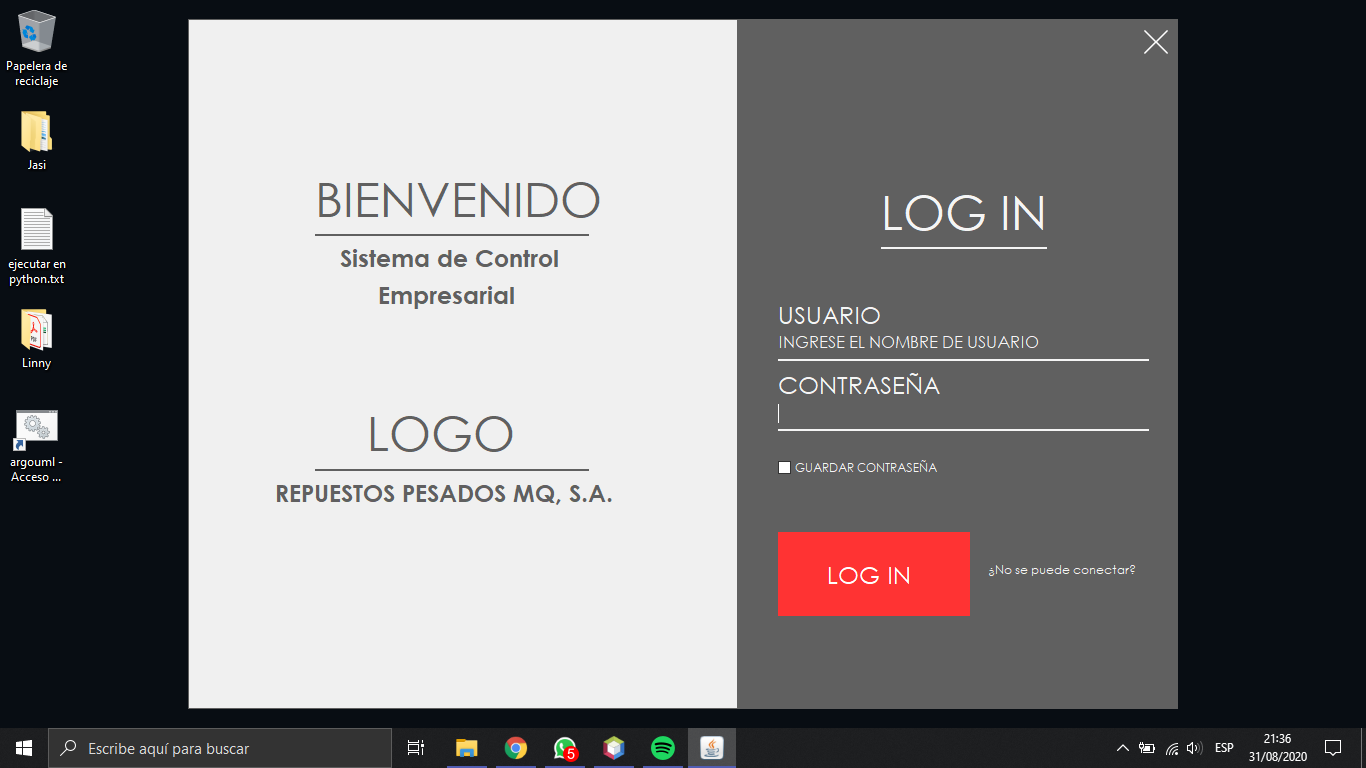 Papelera de
reciclaje
Jasi
ejecutar en
python.txt
Linny
argouml -
Acceso ...
BIENVENIDO
Sistema de Control
Empresarial
LOGO
REPUESTOS PESADOS MQ, S.A.
LOG IN
USUARIO
INGRESE EL NOMBRE DE USUARIO
CONTRASEÑA
GUARDAR CONTRASEÑA
LOG IN
¿No se puede conectar?
Escribe aquí para buscar
5
ESP
21:36
31/08/2020